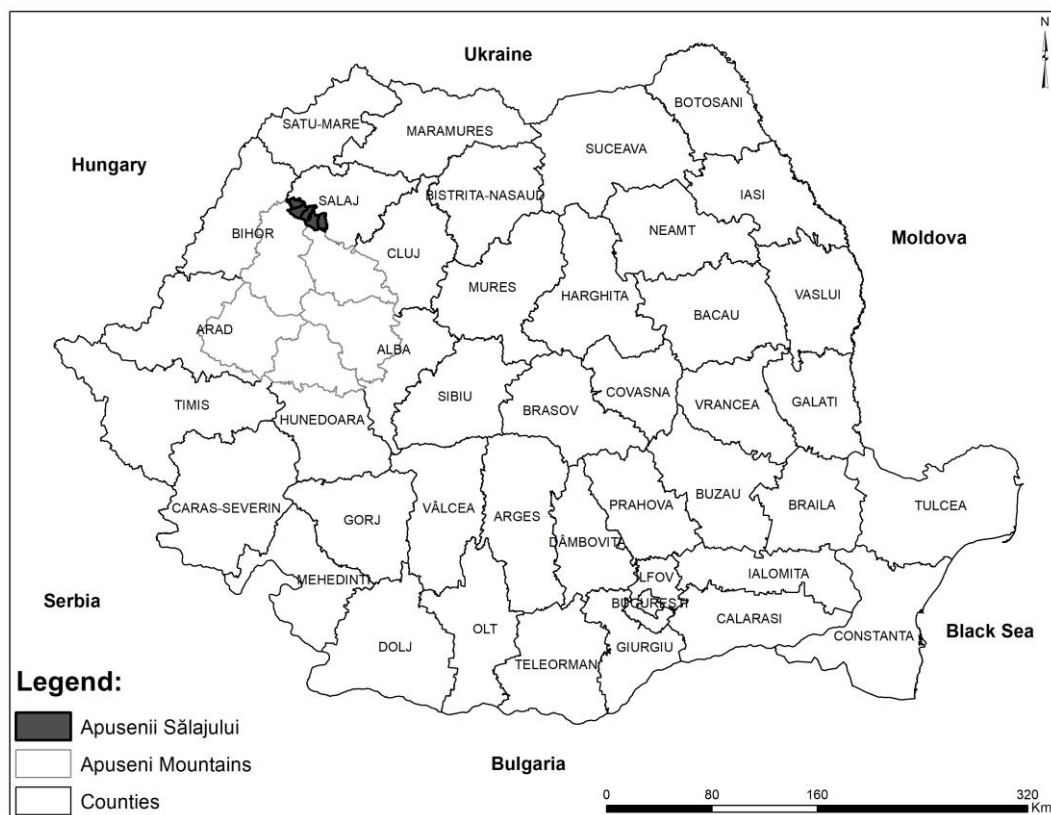 N
Ukraine
BOTOSANI
SATU-MARE
MARAMURES
SUCEAVA
Hungary
IASI
BISTRITA-NASAUD
SALAJ
NEAMT
BIHOR
Moldova
CLUJ
MURES
HARGHITA
VASLUI
BACAU
ARAD
ALBA
COVASNA
SIBIU
VRANCEA
GALATI
TIMIS
BRASOV
HUNEDOARA
BUZAU
CARAS-SEVERIN
VÂLCEA
PRAHOVA
BRAILA
TULCEA
GORJ
ARGES
DÂMBOVITA
MEHEDINTI
ILFOV
IALOMITA
Serbia
BUCURESTI
CALARASI
OLT
Black Sea
CONSTANTA
DOLJ
GIURGIU
TELEORMAN
Legend:
Apusenii Sălajului
Apuseni Mountains
Counties
Bulgaria
0 80 160 320
Km